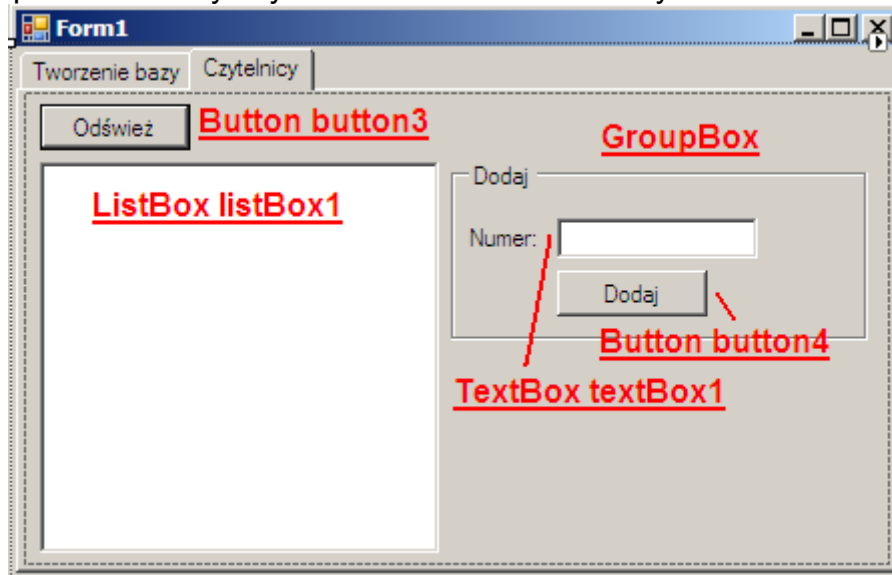 Form1
Tworzenie bazy Czytelnicy
Odśwież Button button3
GroupBox
Dodaj
ListBox listBox1
Numer:
Dodaj
Button button4
TextBox textBox1